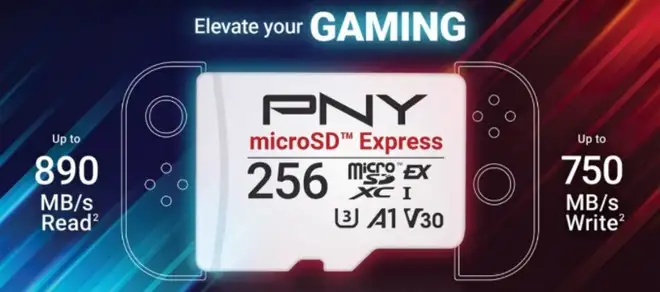 Elevate your GAMING
Up to
890
MB/s
Read²
PNY
microSD™ Express
256
micro SD™ EX
XC I
U3 A1 V30
Up to
750
MB/s
Write²